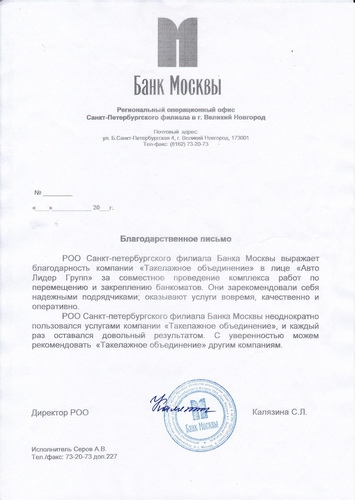 Банк Москвы
Региональный операционный офис
Санкт-Петербургского филиала в г. Великий Новгород
Почтовый адрес:
ул. Б.Санкт-Петербургская 4, г. Великий Новгород, 173001
Тел-факс: (8162) 73-20-73
№ ________
«___»___________20__г.
Благодарственное письмо
РОО Санкт-петербургского филиала Банка Москвы выражает
благодарность компании «Такелажное объединение» в лице «Авто
Лидер Групп» за совместное проведение комплекса работ по
перемещению и закреплению банкоматов. Они зарекомендовали себя
надежными подрядчиками; оказывают услуги вовремя, качественно и
оперативно.
РОО Санкт-петербургского филиала Банка Москвы неоднократно
пользовался услугами компании «Такелажное объединение», и каждый
раз оставался довольный результатом. С уверенностью можем
рекомендовать «Такелажное объединение» другим компаниям.
Директор РОО
Калязина С.Л.
Банк Москвы
Исполнитель Серов А.В.
Тел./факс: 73-20-73 доп.227